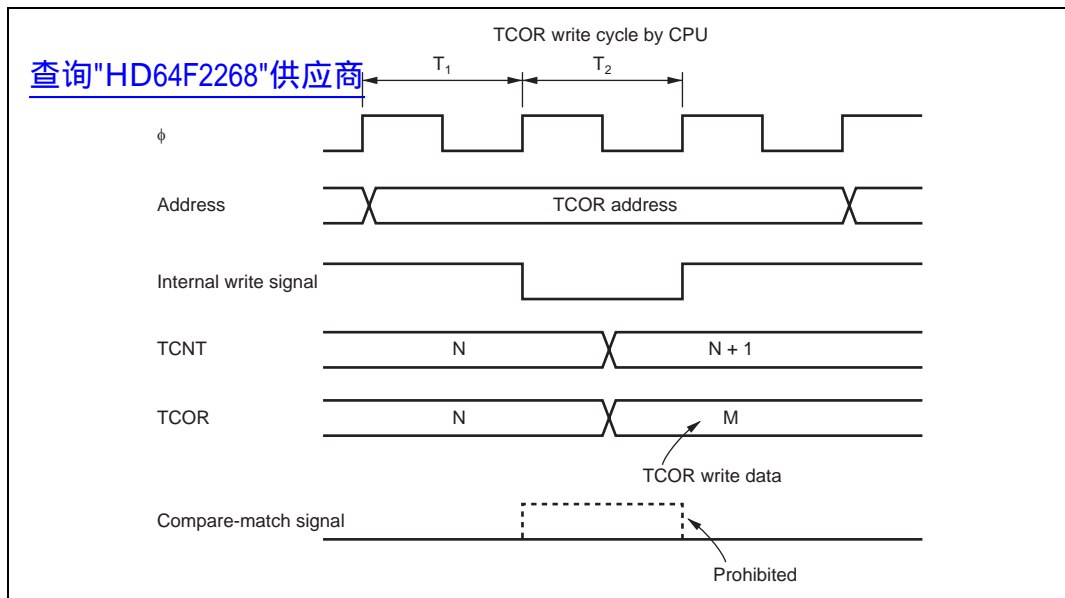 TCOR write cycle by CPU
查询"HD64F2268"供应商
T1 T2
ϕ
Address TCOR address
Internal write signal
TCNT N N + 1
TCOR N M
TCOR write data
Compare-match signal
Prohibited